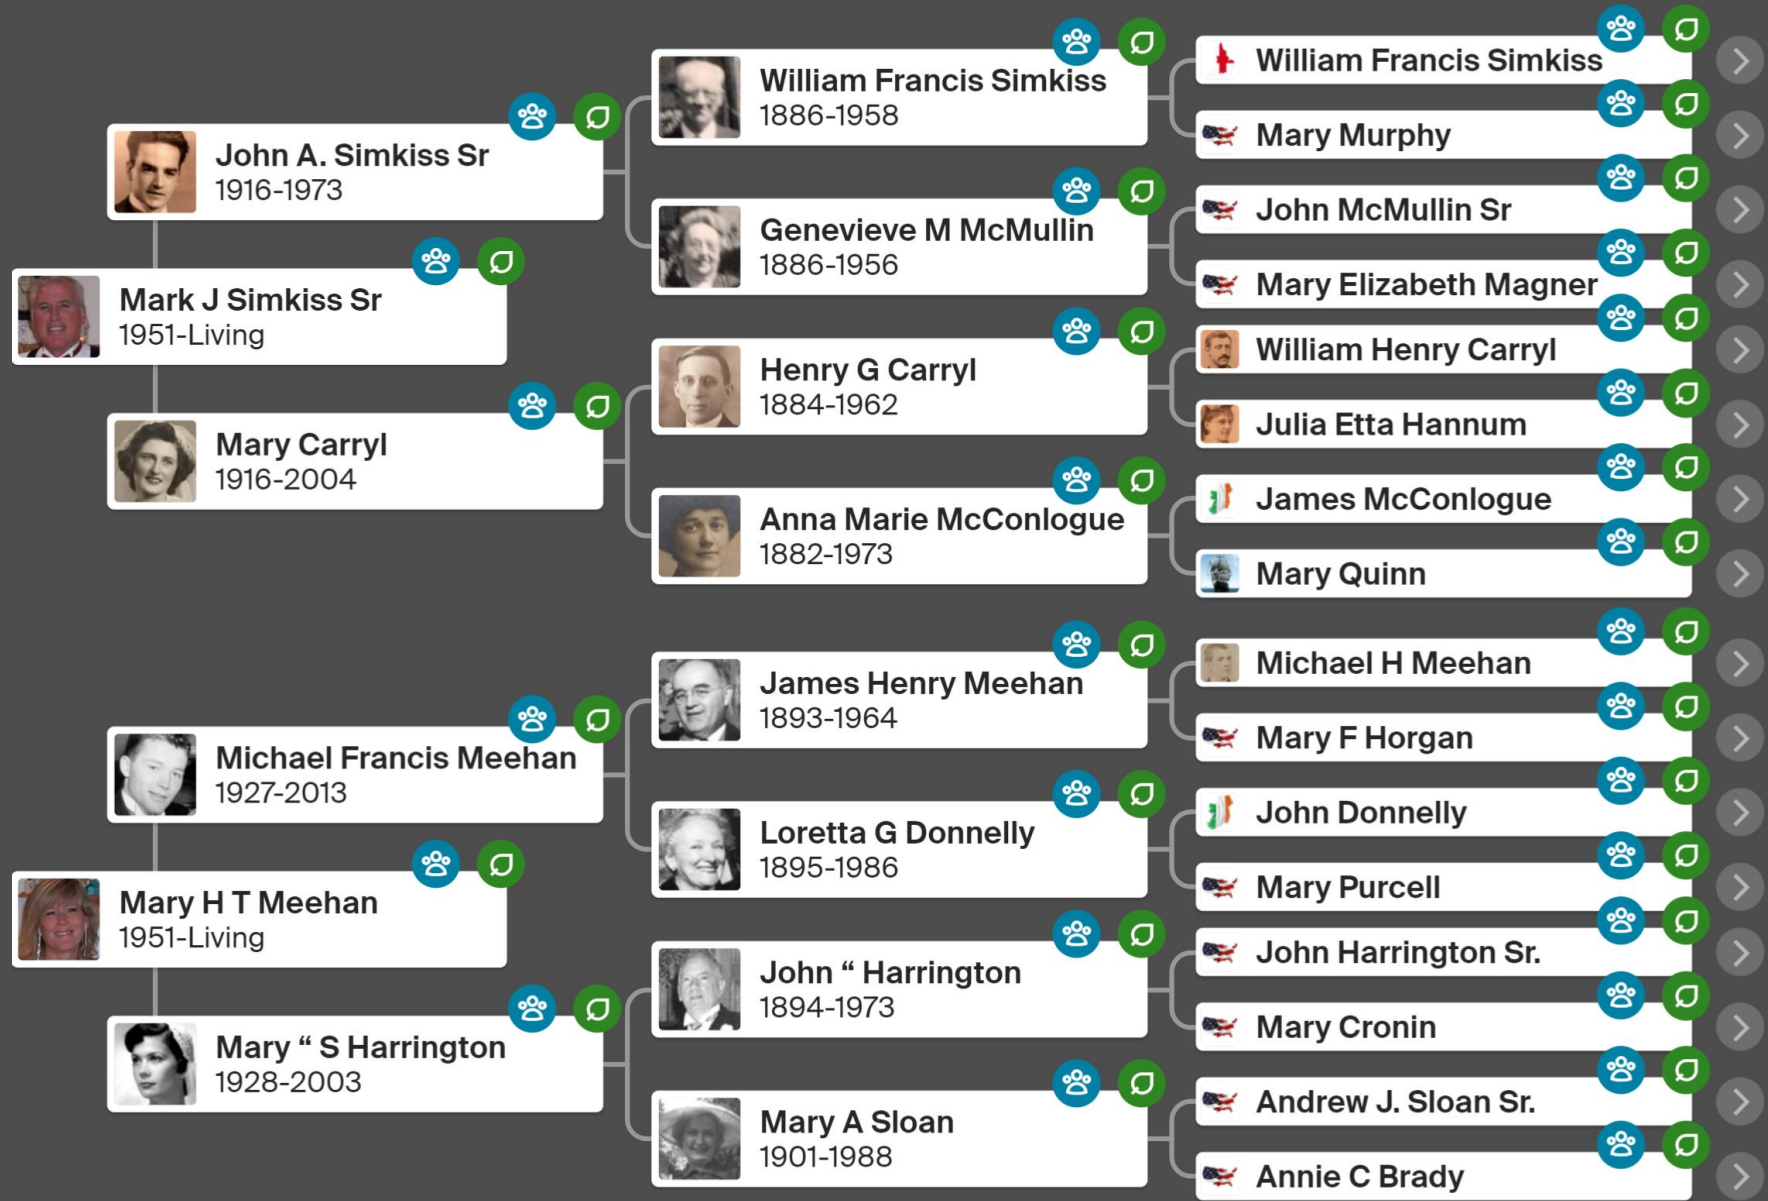 William Francis Simkiss
1886-1958
William Francis Simkiss
Mary Murphy
John A. Simkiss Sr
1916-1973
Genevieve M McMullin
1886-1956
John McMullin Sr
Mary Elizabeth Magner
Mark J Simkiss Sr
1951-Living
Henry G Carryl
1884-1962
William Henry Carryl
Julia Etta Hannum
Mary Carryl
1916-2004
Anna Marie McConlogue
1882-1973
James McConlogue
Mary Quinn
James Henry Meehan
1893-1964
Michael H Meehan
Mary F Horgan
Michael Francis Meehan
1927-2013
Loretta G Donnelly
1895-1986
John Donnelly
Mary Purcell
Mary H T Meehan
1951-Living
John “ Harrington
1894-1973
John Harrington Sr.
Mary Cronin
Mary “ S Harrington
1928-2003
Mary A Sloan
1901-1988
Andrew J. Sloan Sr.
Annie C Brady